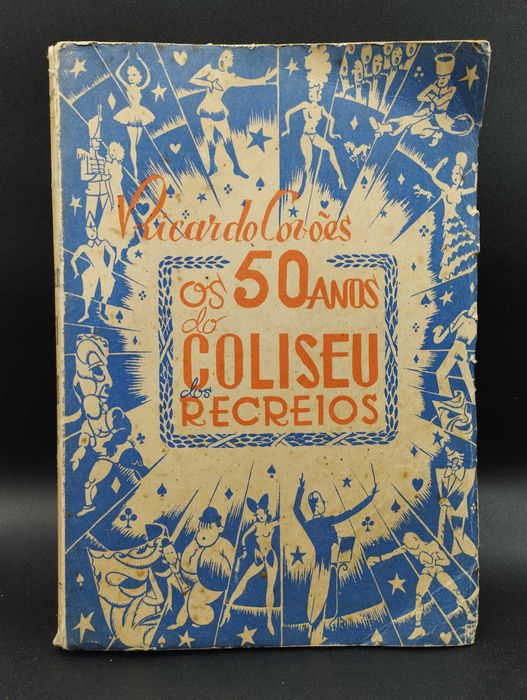 Ricardo Covões
OS 50 ANOS
do
COLISEU
dos
RECREIOS